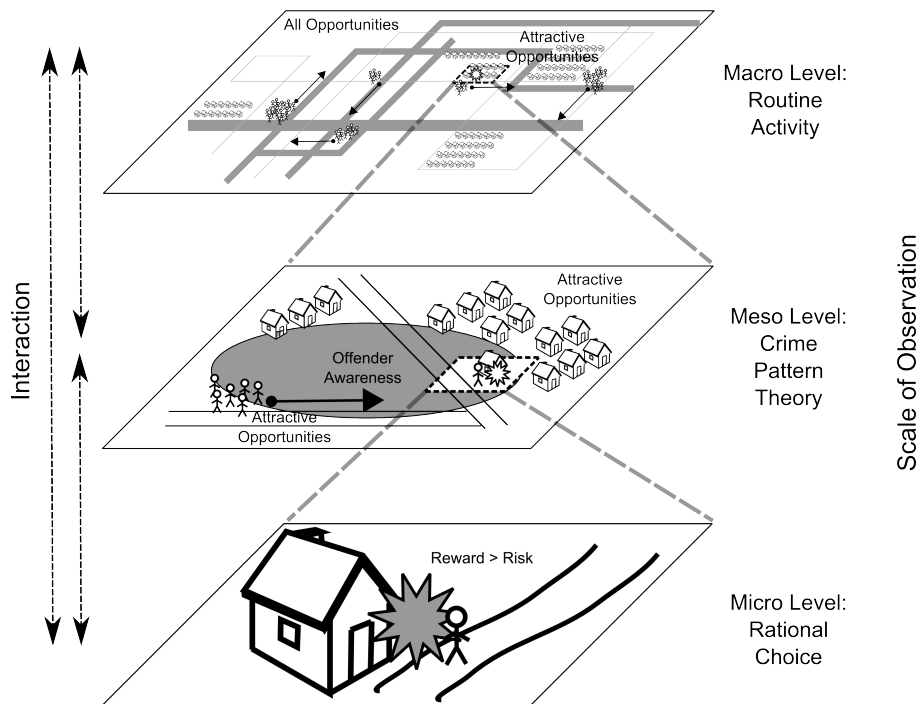 All Opportunities
Attractive
Opportunities
Macro Level:
Routine
Activity
Interaction
Scale of Observation
Attractive
Opportunities
Offender
Awareness
Attractive
Opportunities
Meso Level:
Crime
Pattern
Theory
Reward > Risk
Micro Level:
Rational
Choice